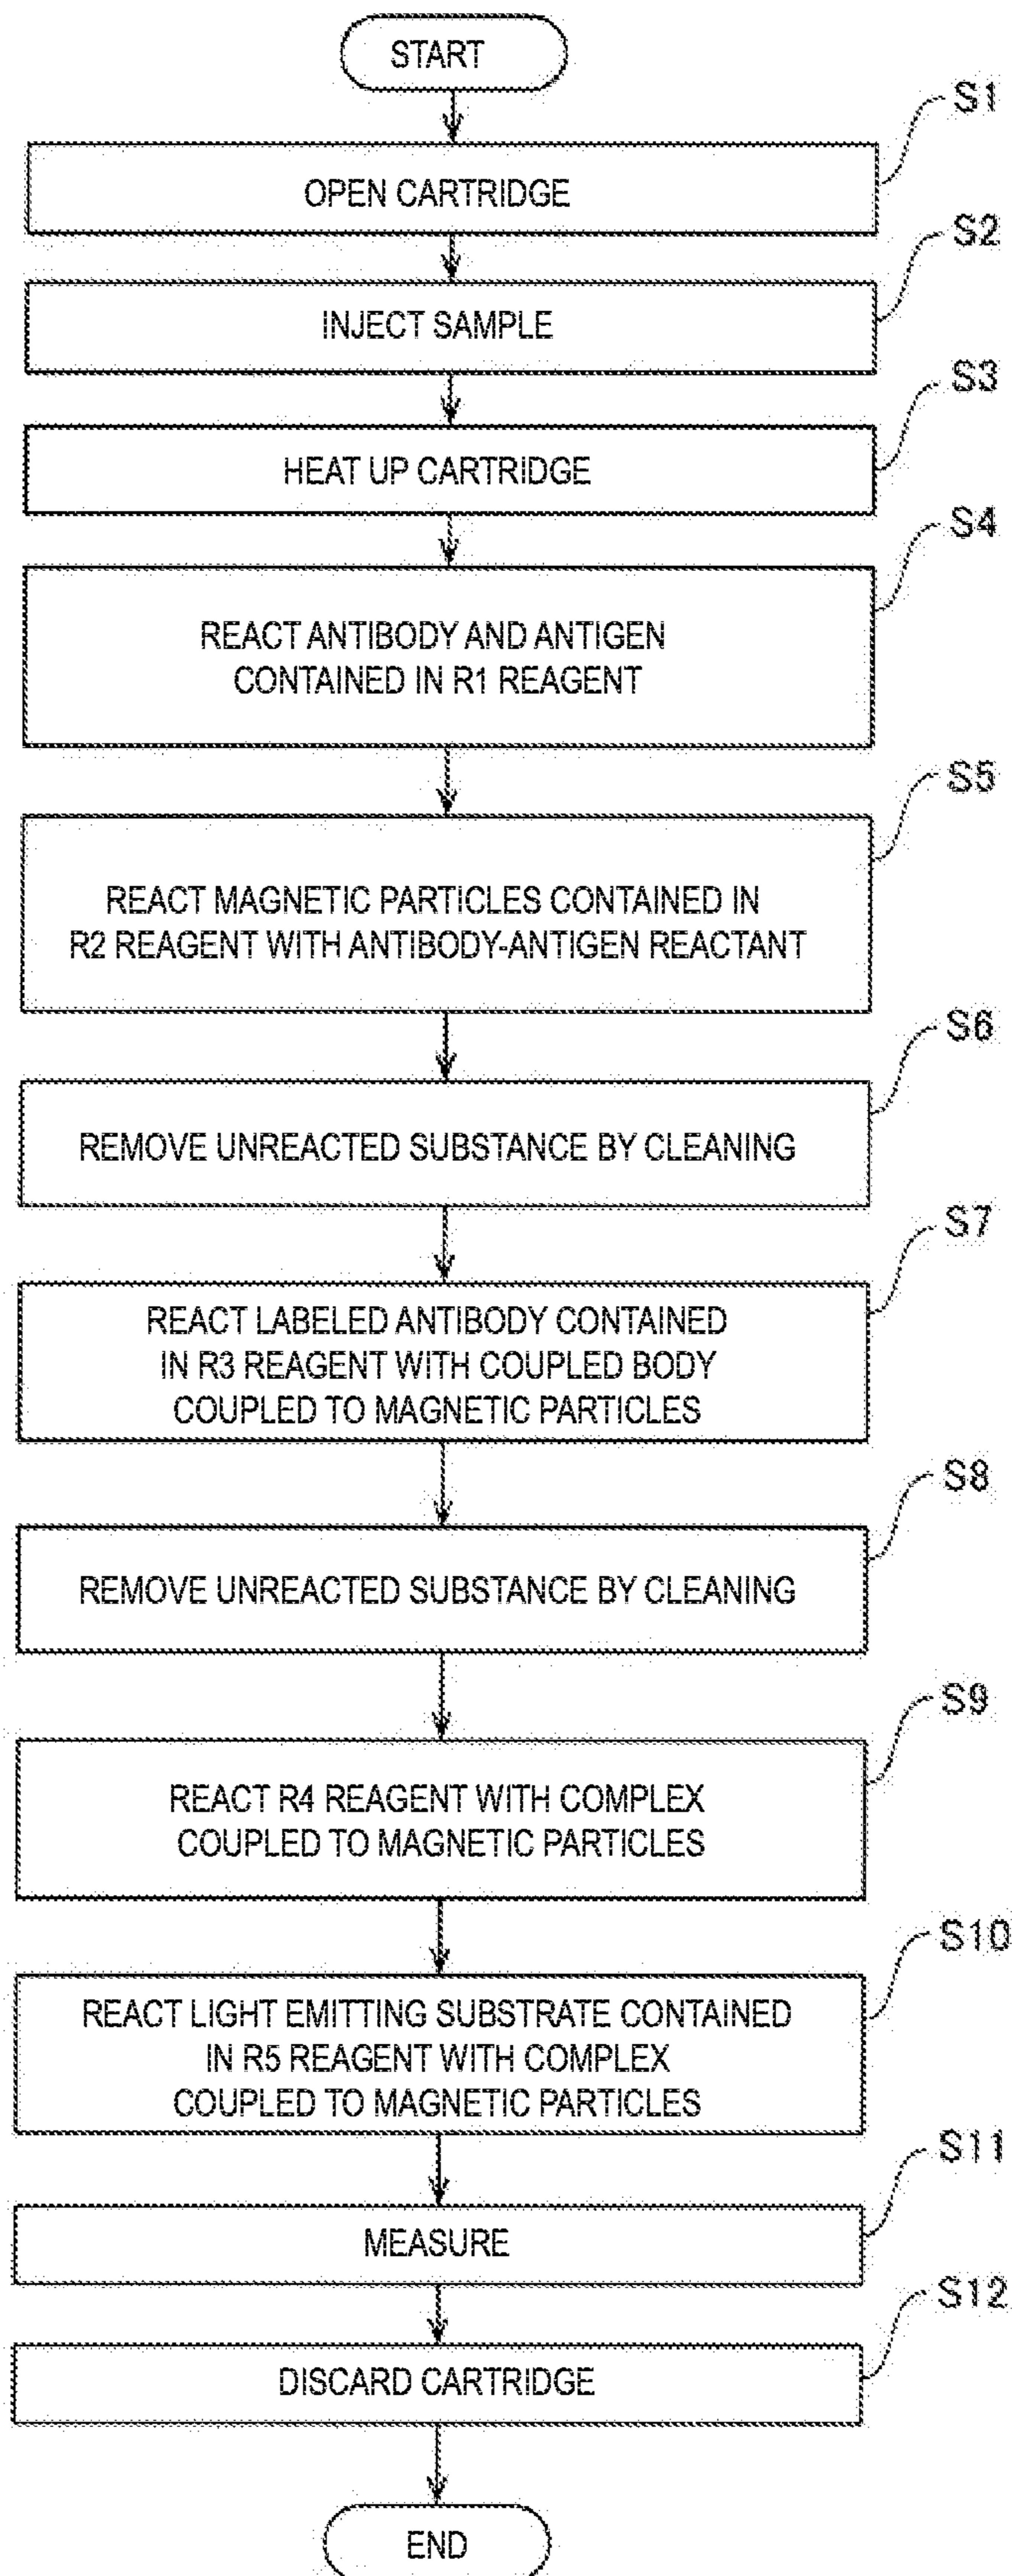 START
S1
OPEN CARTRIDGE
S2
INJECT SAMPLE
S3
HEAT UP CARTRIDGE
S4
REACT ANTIBODY AND ANTIGEN
CONTAINED IN R1 REAGENT
S5
REACT MAGNETIC PARTICLES CONTAINED IN
R2 REAGENT WITH ANTIBODY-ANTIGEN REACTANT
S6
REMOVE UNREACTED SUBSTANCE BY CLEANING
S7
REACT LABELED ANTIBODY CONTAINED
IN R3 REAGENT WITH COUPLED BODY
COUPLED TO MAGNETIC PARTICLES
S8
REMOVE UNREACTED SUBSTANCE BY CLEANING
S9
REACT R4 REAGENT WITH COMPLEX
COUPLED TO MAGNETIC PARTICLES
S10
REACT LIGHT EMITTING SUBSTRATE CONTAINED
IN R5 REAGENT WITH COMPLEX
COUPLED TO MAGNETIC PARTICLES
S11
MEASURE
S12
DISCARD CARTRIDGE
END